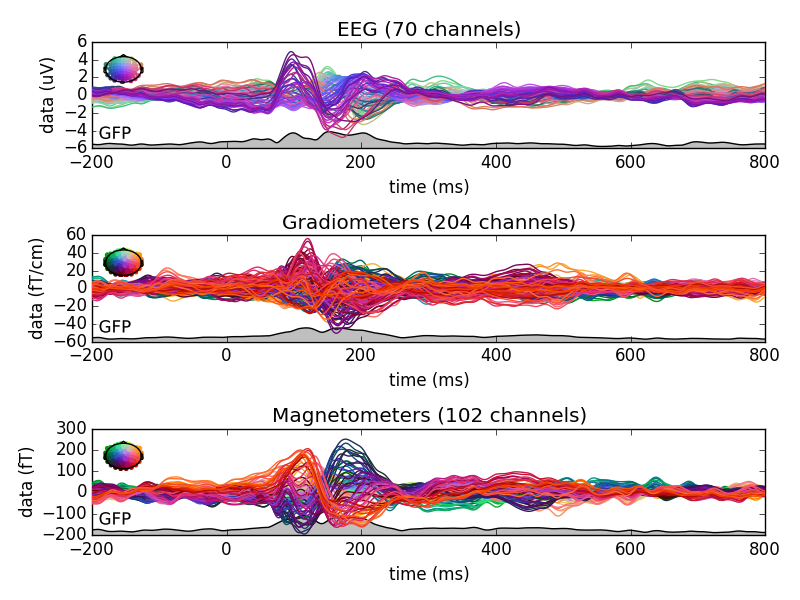 EEG (70 channels)
data (uV)
6
4
2
0
−2
−4
−6
GFP
−200 0 200 400 600 800
time (ms)
Gradiometers (204 channels)
data (fT/cm)
60
40
20
0
−20
−40
−60
GFP
−200 0 200 400 600 800
time (ms)
Magnetometers (102 channels)
data (fT)
300
200
100
0
−100
−200
GFP
−200 0 200 400 600 800
time (ms)